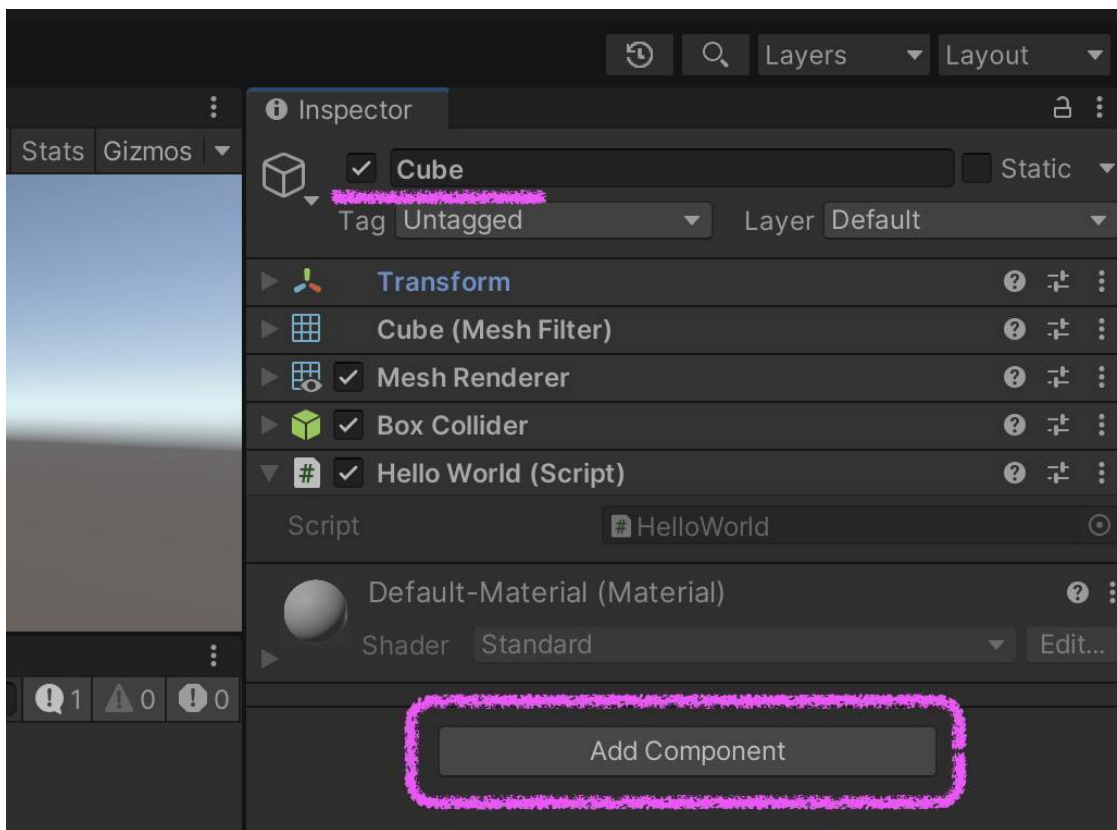 Layers Layout
Inspector
Stats Gizmos
Cube Static
Tag Untagged Layer Default
Transform
Cube (Mesh Filter)
Mesh Renderer
Box Collider
# Hello World (Script)
Script # HelloWorld
Default-Material (Material)
Shader Standard Edit...
1 0 0
Add Component